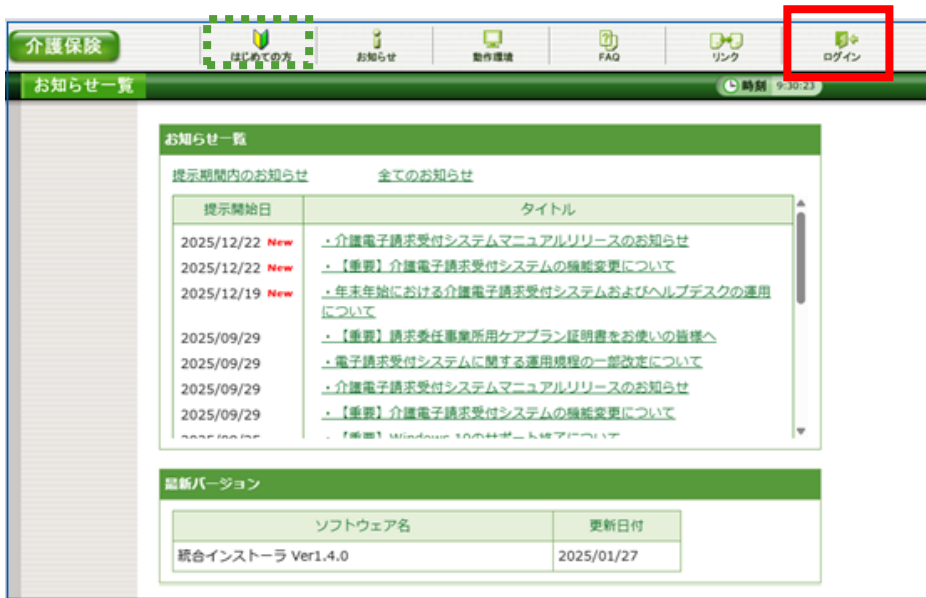 介護保険
はじめての方
お知らせ
動作環境
FAQ
リンク
ログイン
お知らせ一覧
時刻 9:30:23
お知らせ一覧
提示期間内のお知らせ 全てのお知らせ
提示開始日 タイトル
2025/12/22 New ・介護電子請求受付システムマニュアルリリースのお知らせ
2025/12/22 New ・【重要】介護電子請求受付システムの機能変更について
2025/12/19 New ・年末年始における介護電子請求受付システムおよびヘルプデスクの運用
について
2025/09/29 ・【重要】請求委任事業所用ケアプラン証明書をお使いの皆様へ
2025/09/29 ・電子請求受付システムに関する運用規程の一部改定について
2025/09/29 ・介護電子請求受付システムマニュアルリリースのお知らせ
2025/09/29 ・【重要】介護電子請求受付システムの機能変更について
・【重要】Windows 10のサポート終了について
最新バージョン
ソフトウェア名 更新日付
統合インストーラ Ver1.4.0 2025/01/27